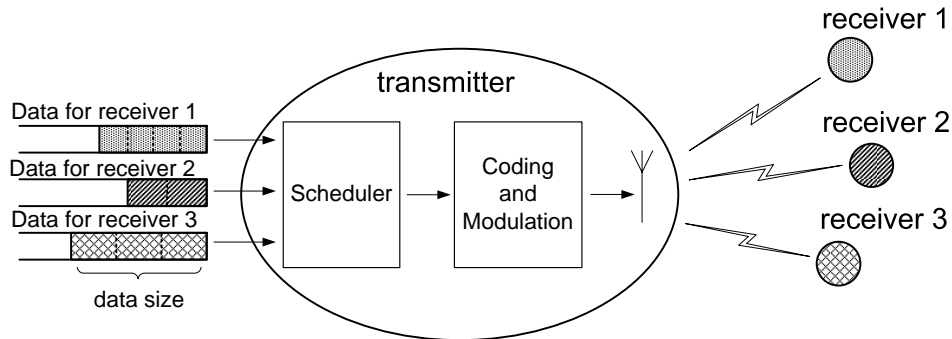 receiver 1
transmitter
Data for receiver 1
receiver 2
Data for receiver 2
Scheduler
Coding
and
Modulation
Data for receiver 3
receiver 3
data size